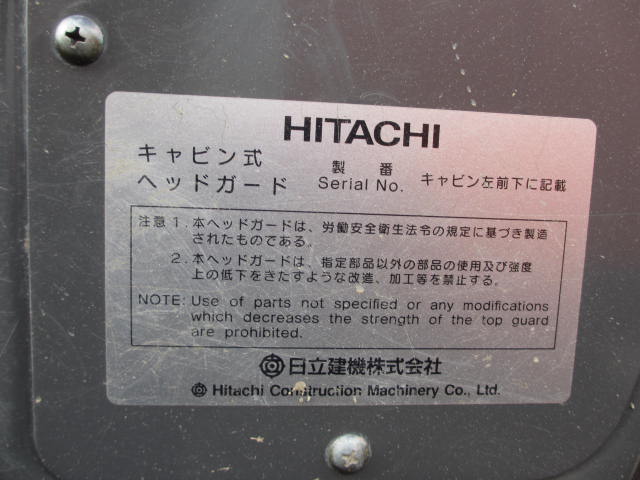 HITACHI
キャビン式
ヘッドガード
製番
Serial No.
キャビン左前下に記載
注意 1. 本ヘッドガードは、労働安全衛生法令の規定に基づき製造
されたものである。
2. 本ヘッドガードは、指定部品以外の部品の使用及び強度
上の低下をきたすような改造、加工等を禁止する。
NOTE: Use of parts not specified or any modifications
which decreases the strength of the top guard
are prohibited.
日立建機株式会社
Hitachi Construction Machinery Co., Ltd.